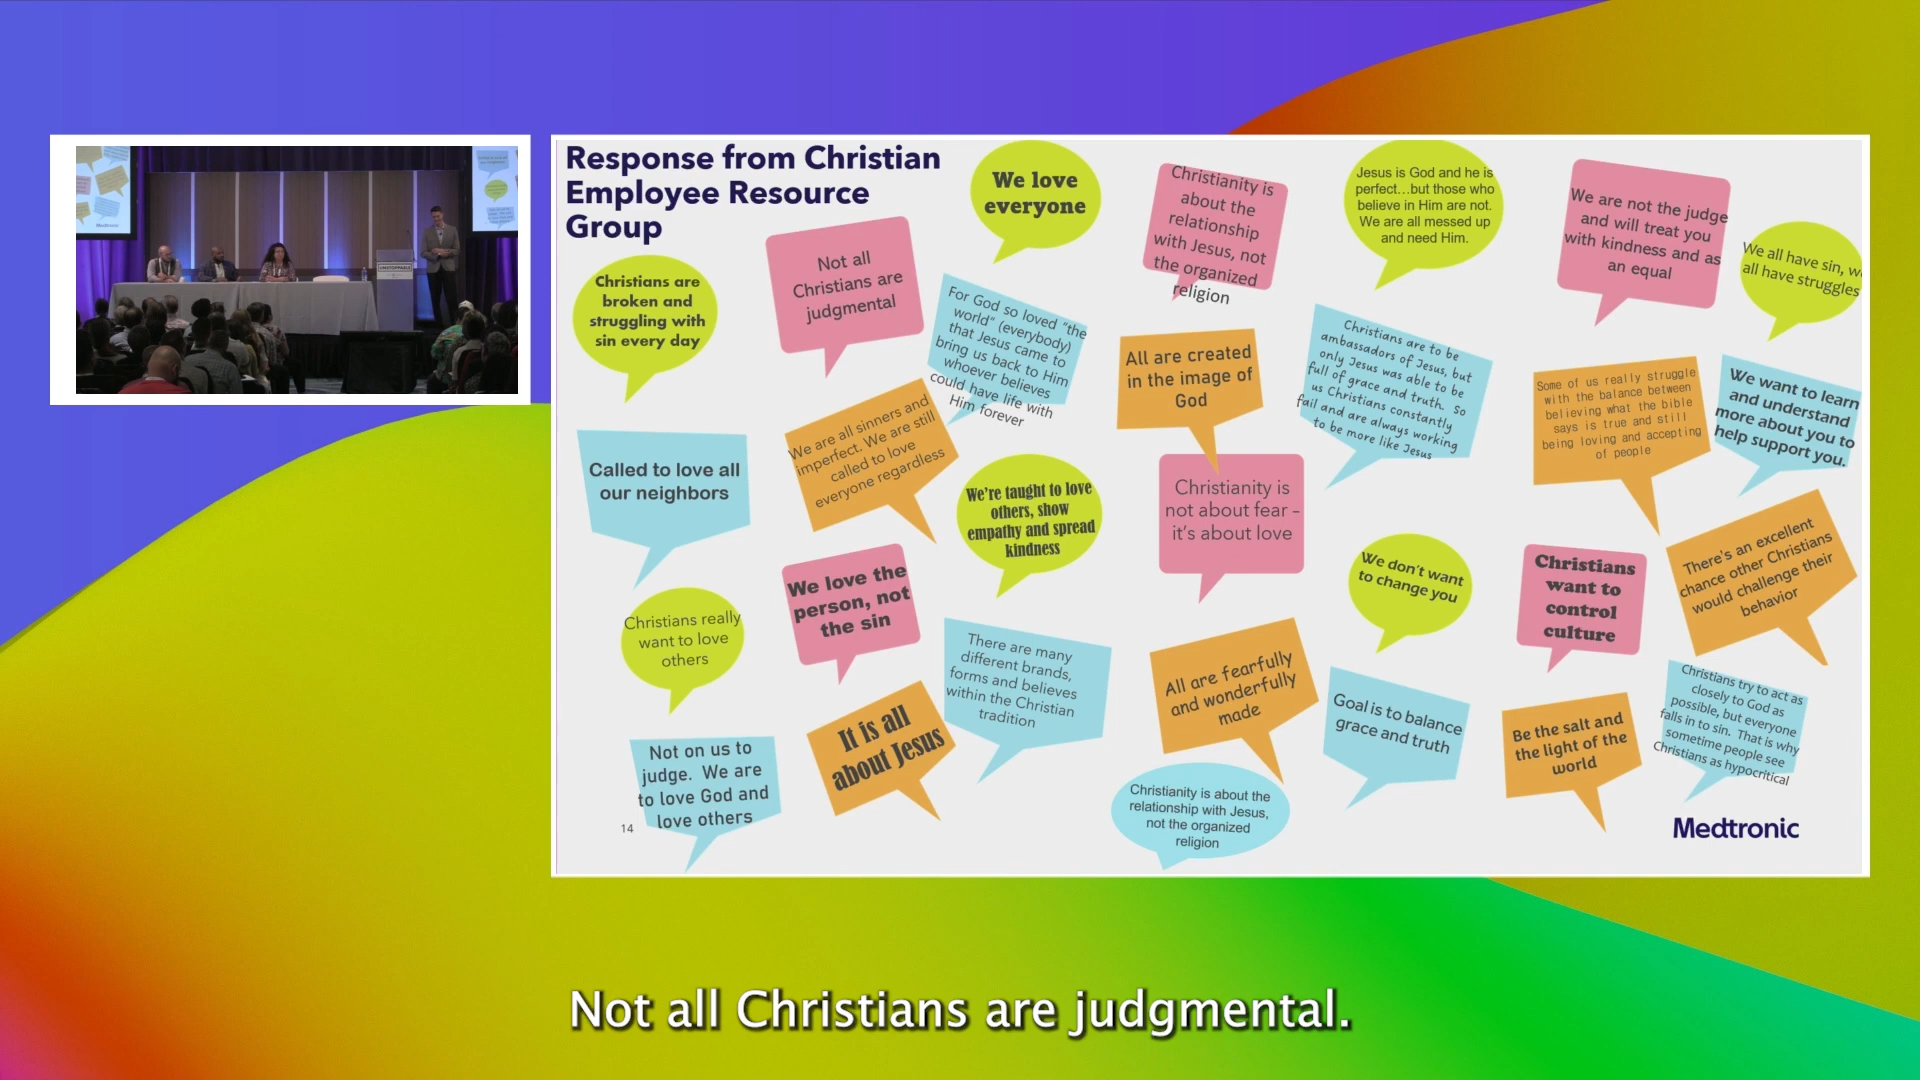 Response from Christian
Employee Resource
Group
Christians are
broken and
struggling with
sin every day
Not all
Christians are
judgmental
We love
everyone
For God so loved "the
world" (everybody)
that Jesus came to
bring us back to Him
whoever believes
could have life with
Him forever
Christianity is
about the
relationship
with Jesus, not
the organized
religion
Jesus is God and he is
perfect...but those who
believe in Him are not.
We are all messed up
and need Him.
We are not the judge
and will treat you
with kindness and as
an equal
We all have sin, w
all have struggles
Called to love all
our neighbors
We are all sinners and
imperfect. We are still
called to love
everyone regardless
We're taught to love
others, show
empathy and spread
kindness
All are created
in the image of
God
Christians are to be
ambassadors of Jesus, but
only Jesus was able to be
full of grace and truth. So
us Christians constantly
fail and are always working
to be more like Jesus
Some of us really struggle
with the balance between
believing what the bible
says is true and still
being loving and accepting
of people
We want to learn
and understand
more about you to
help support you.
Christianity is
not about fear –
it's about love
Christians really
want to love
others
We love the
person, not
the sin
There are many
different brands,
forms and believes
within the Christian
tradition
We don't want
to change you
Christians
want to
control
culture
There's an excellent
chance other Christians
would challenge their
behavior
Not on us to
judge. We are
to love God and
love others
It is all
about Jesus
All are fearfully
and wonderfully
made
Goal is to balance
grace and truth
Be the salt and
the light of the
world
Christians try to act as
closely to God as
possible, but everyone
falls in to sin. That is why
sometime people see
Christians as hypocritical
Christianity is about the
relationship with Jesus,
not the organized
religion
14
Medtronic
UNSTOPPABLE
Not all Christians are judgmental.